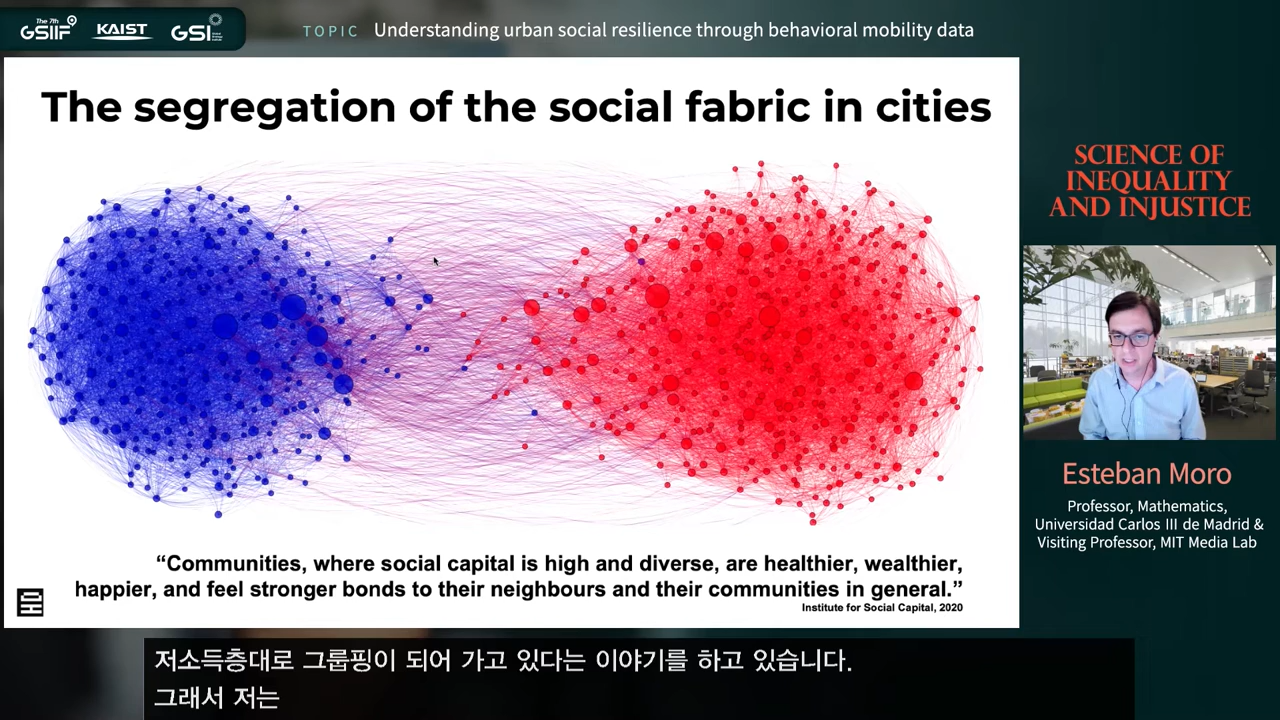 The 7th
GSIIF
KAIST
GSI
TOPIC Understanding urban social resilience through behavioral mobility data
The segregation of the social fabric in cities
“Communities, where social capital is high and diverse, are healthier, wealthier,
happier, and feel stronger bonds to their neighbours and their communities in general.”
Institute for Social Capital, 2020
SCIENCE OF
INEQUALITY
AND INJUSTICE
Esteban Moro
Professor, Mathematics,
Universidad Carlos III de Madrid &
Visiting Professor, MIT Media Lab
저소득층대로 그룹핑이 되어 가고 있다는 이야기를 하고 있습니다.
그래서 저는